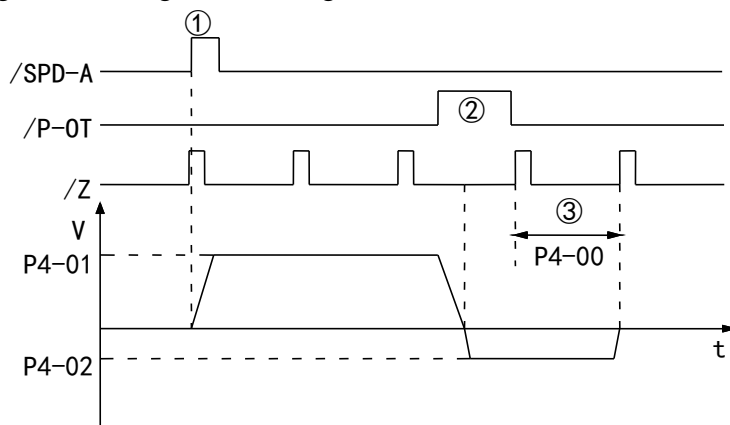 ①
/SPD-A
/P-OT
②
/Z
③
V
P4-01
P4-00
t
P4-02